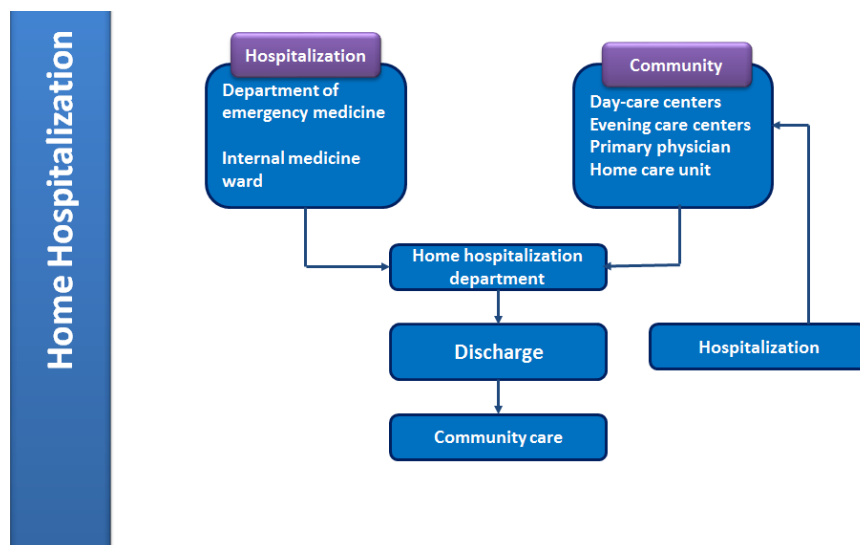 Home Hospitalization
Hospitalization
Department of
emergency medicine
Internal medicine
ward
Community
Day-care centers
Evening care centers
Primary physician
Home care unit
Home hospitalization
department
Discharge
Hospitalization
Community care